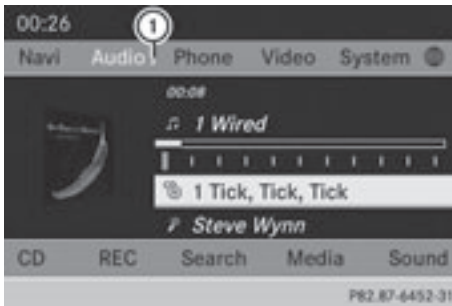 00:26
1
Navi Audio Phone Video System
00:08
1 Wired
1 Tick, Tick, Tick
Steve Wynn
CD REC Search Media Sound
P82.87-6452-31